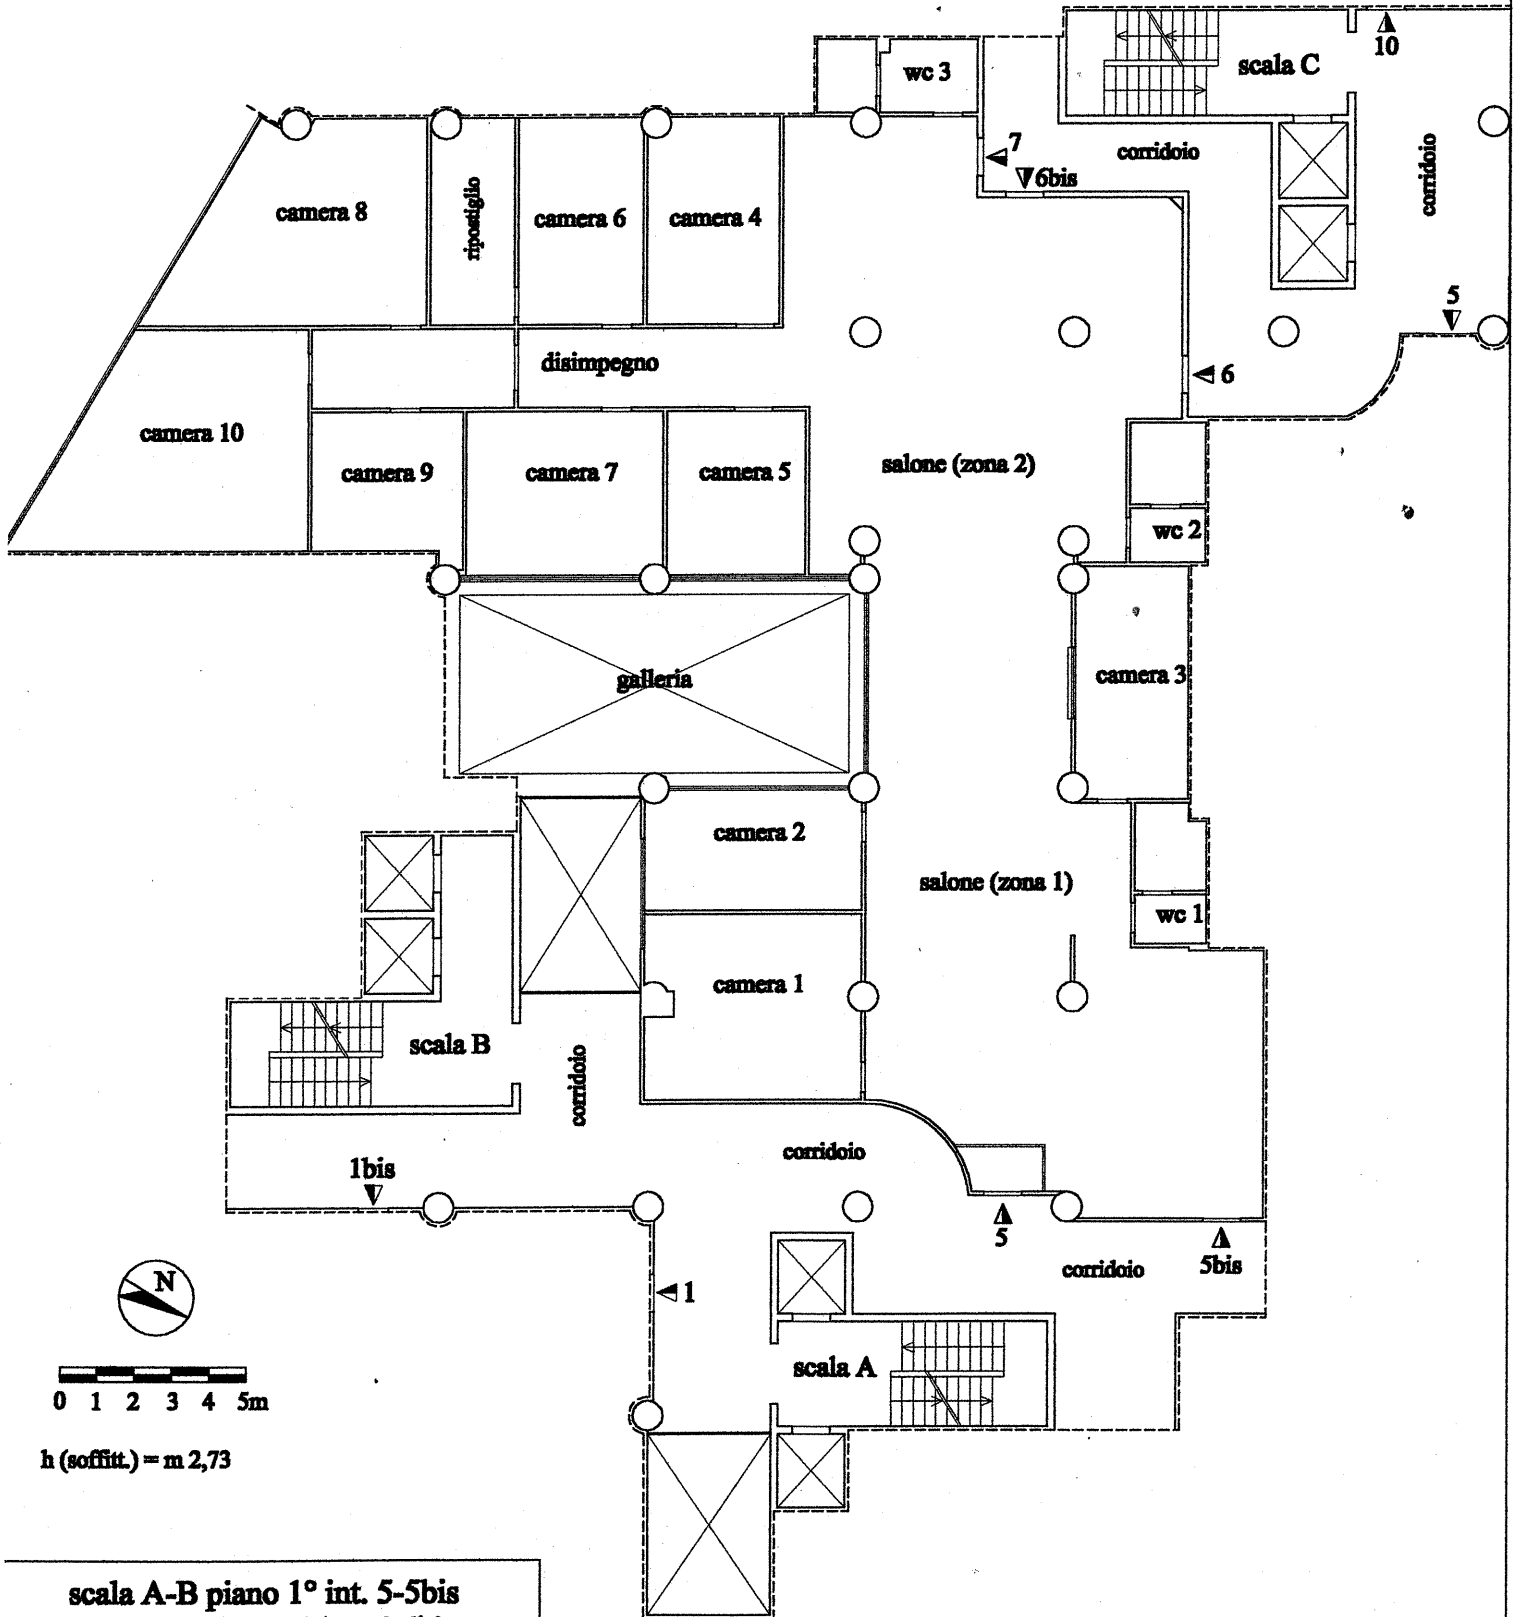 10
wc 3
scala C
7
corridoio
6bis
corridoio
camera 8
ripostiglio
camera 6
camera 4
5
disimpegno
6
camera 10
camera 9
camera 7
camera 5
salone (zona 2)
wc 2
galleria
camera 3
camera 2
salone (zona 1)
wc 1
camera 1
scala B
corridoio
corridoio
1bis
5
5bis
corridoio
N
1
scala A
0 1 2 3 4 5m
h (soffitt.) = m 2,73
scala A-B piano 1° int. 5-5bis